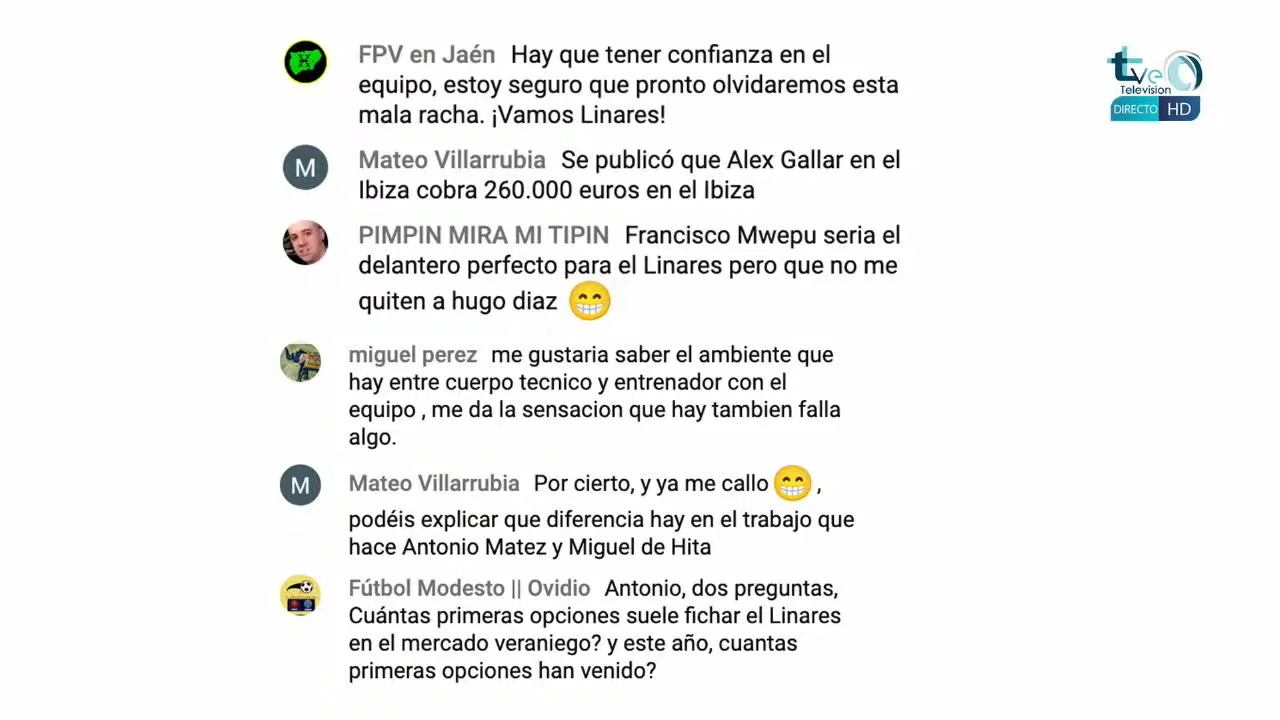 FPV en Jaén Hay que tener confianza en el
equipo, estoy seguro que pronto olvidaremos esta
mala racha. ¡Vamos Linares!
M Mateo Villarrubia Se publicó que Alex Gallar en el
Ibiza cobra 260.000 euros en el Ibiza
PIMPIN MIRA MI TIPIN Francisco Mwepu seria el
delantero perfecto para el Linares pero que no me
quiten a hugo diaz 😁
miguel perez me gustaria saber el ambiente que
hay entre cuerpo tecnico y entrenador con el
equipo , me da la sensacion que hay tambien falla
algo.
M Mateo Villarrubia Por cierto, y ya me callo 😁 ,
podéis explicar que diferencia hay en el trabajo que
hace Antonio Matez y Miguel de Hita
Fútbol Modesto || Ovidio Antonio, dos preguntas,
Cuántas primeras opciones suele fichar el Linares
en el mercado veraniego? y este año, cuantas
primeras opciones han venido?
tve
Television
DIRECTO HD